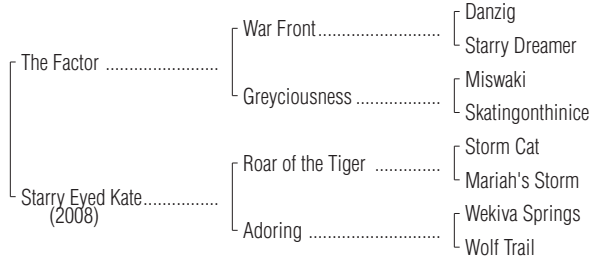 Danzig
War Front..........................
Starry Dreamer
The Factor ........................
Miswaki
Greyciousness ..................
Skatingonthinice
Storm Cat
Roar of the Tiger ..............
Mariah's Storm
Starry Eyed Kate................
(2008)
Wekiva Springs
Adoring ............................
Wolf Trail